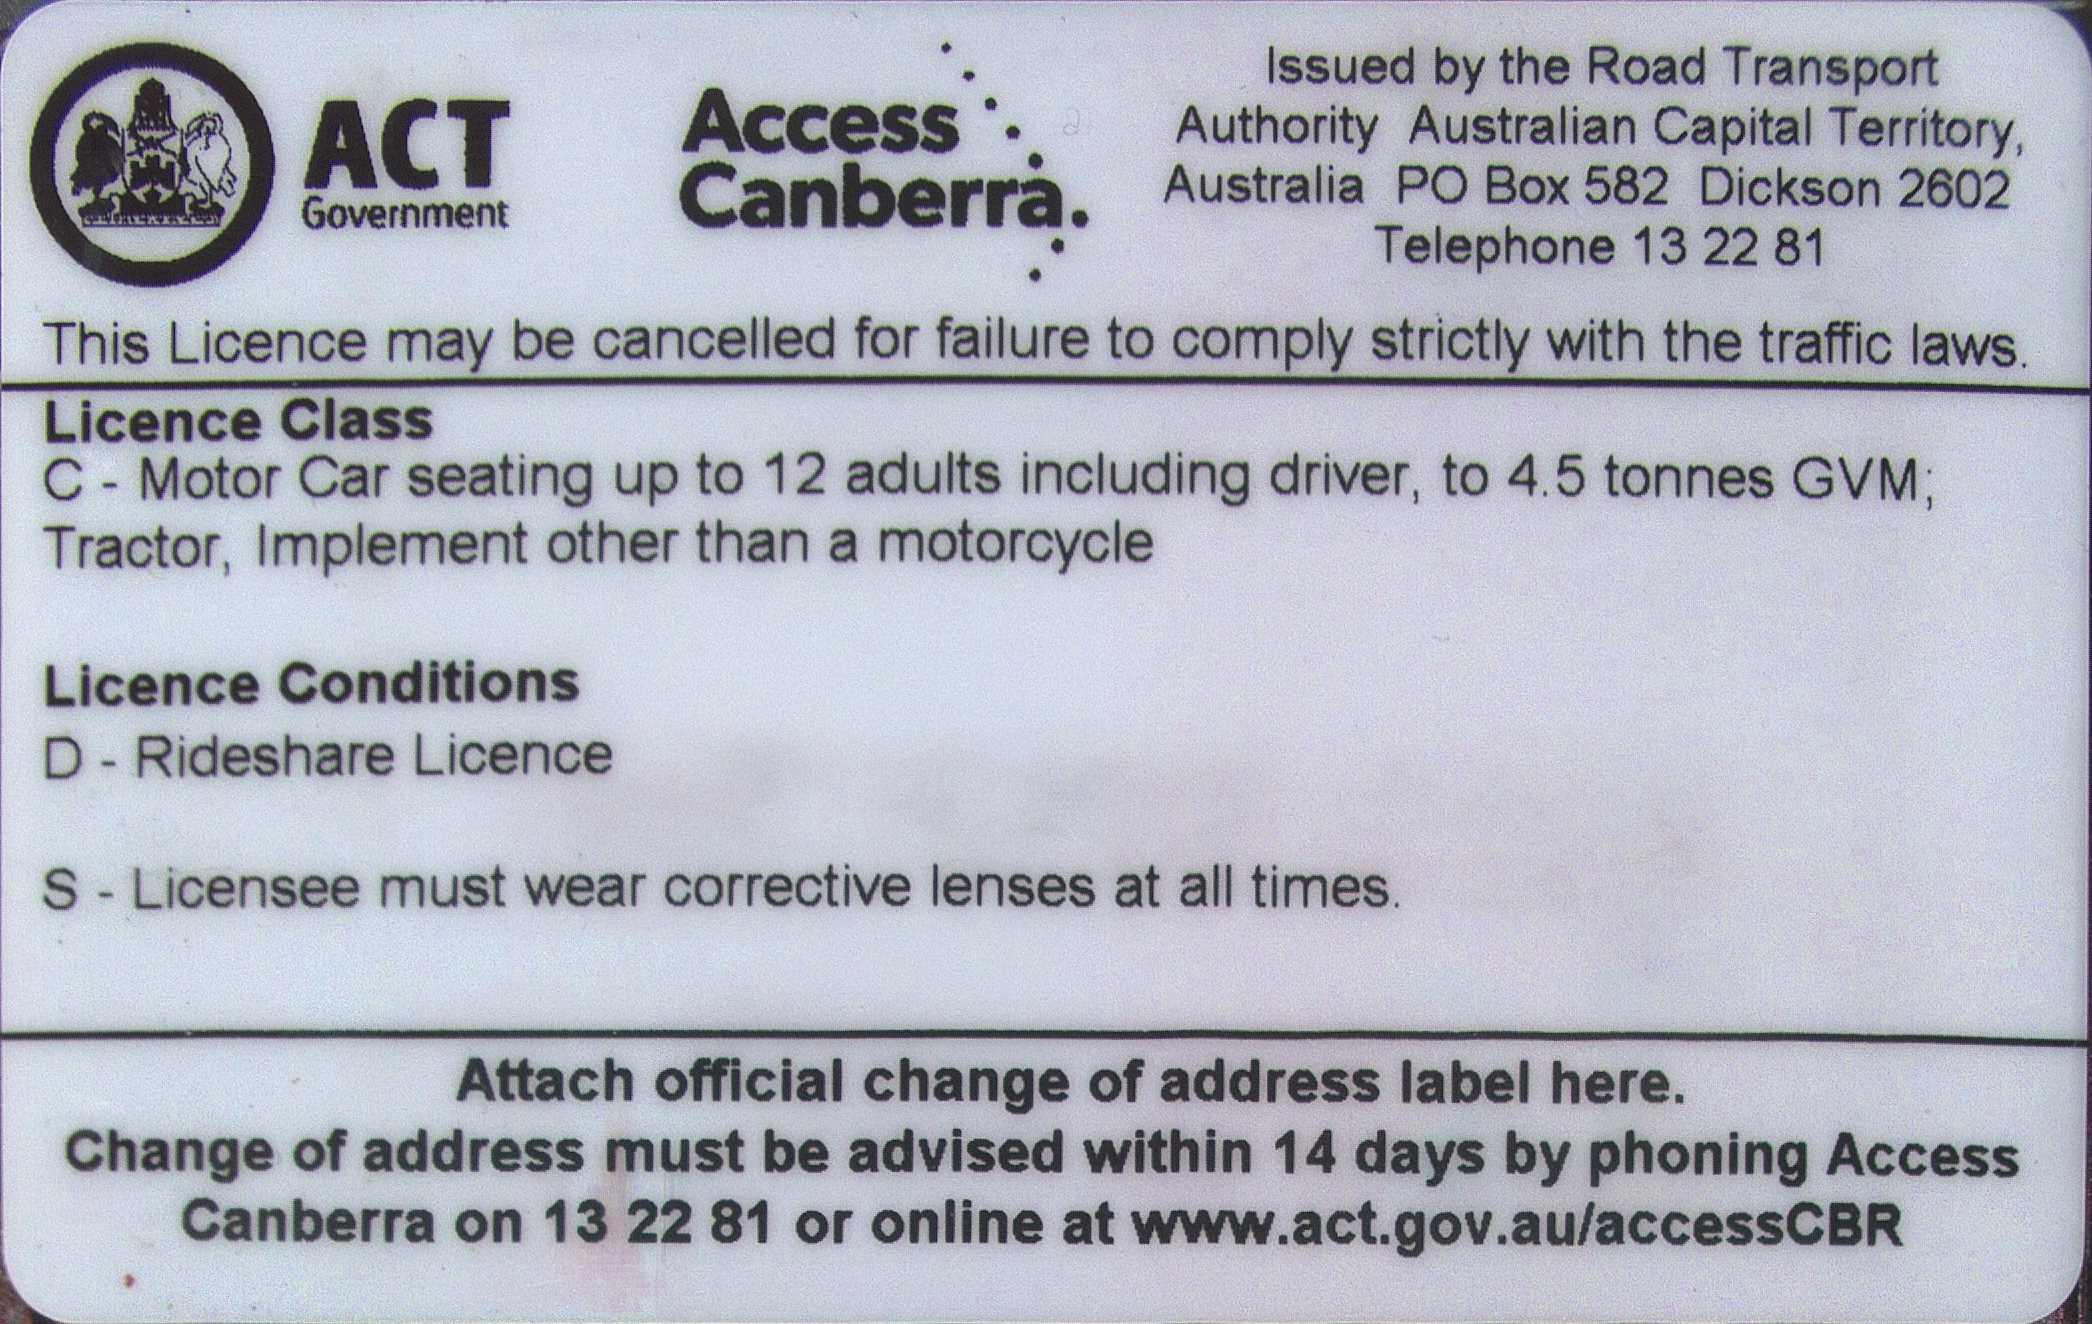 ACT
Government
Access
Canberra.
Issued by the Road Transport
Authority Australian Capital Territory,
Australia PO Box 582 Dickson 2602
Telephone 13 22 81
This Licence may be cancelled for failure to comply strictly with the traffic laws.
Licence Class
C - Motor Car seating up to 12 adults including driver, to 4.5 tonnes GVM;
Tractor, Implement other than a motorcycle
Licence Conditions
D - Rideshare Licence
S - Licensee must wear corrective lenses at all times.
Attach official change of address label here.
Change of address must be advised within 14 days by phoning Access
Canberra on 13 22 81 or online at www.act.gov.au/accessCBR